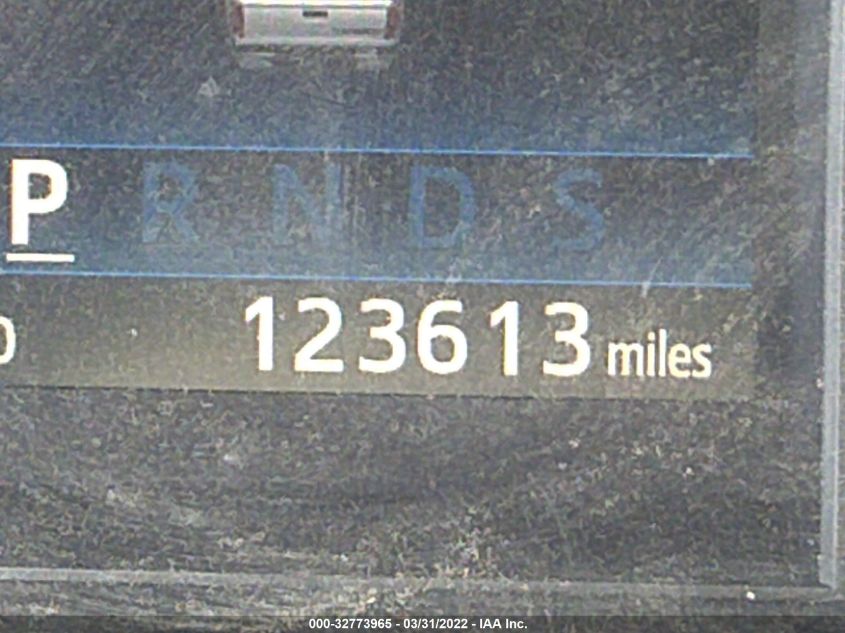 P R N D S
123613 miles
000-32773965 - 03/31/2022 - IAA Inc.